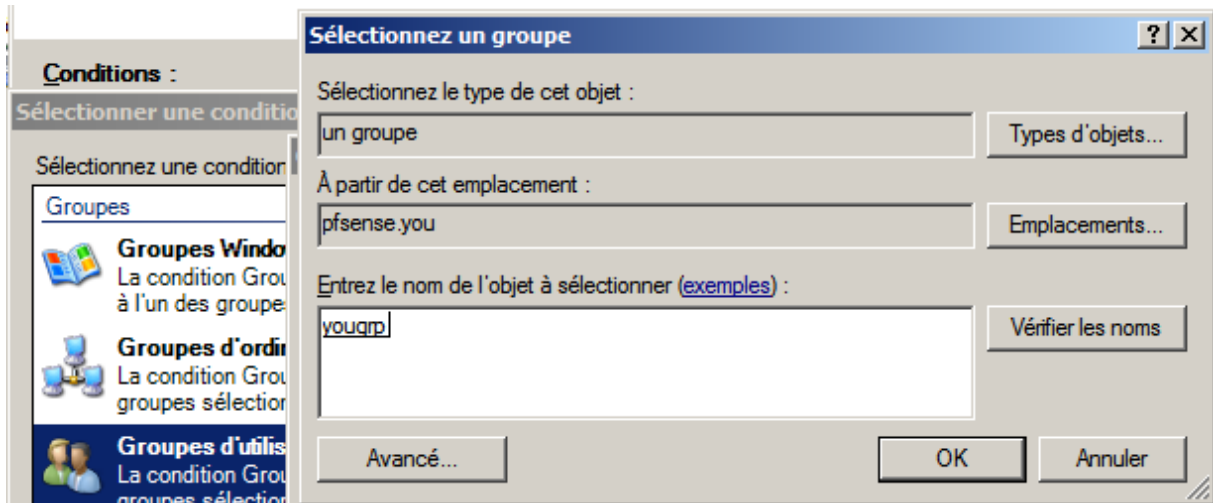 Conditions :
Sélectionner une conditio
Sélectionnez une condition
Groupes
Groupes Windo
La condition Grou
à l'un des groupe
Groupes d'ordin
La condition Grou
groupes sélection
Groupes d'utilis
La condition Grou
groupes sélection
Sélectionnez un groupe
Sélectionnez le type de cet objet :
un groupe
Types d'objets...
À partir de cet emplacement :
pfsense.you
Emplacements...
Entrez le nom de l'objet à sélectionner (exemples) :
yougrp
Vérifier les noms
Avancé...
OK
Annuler